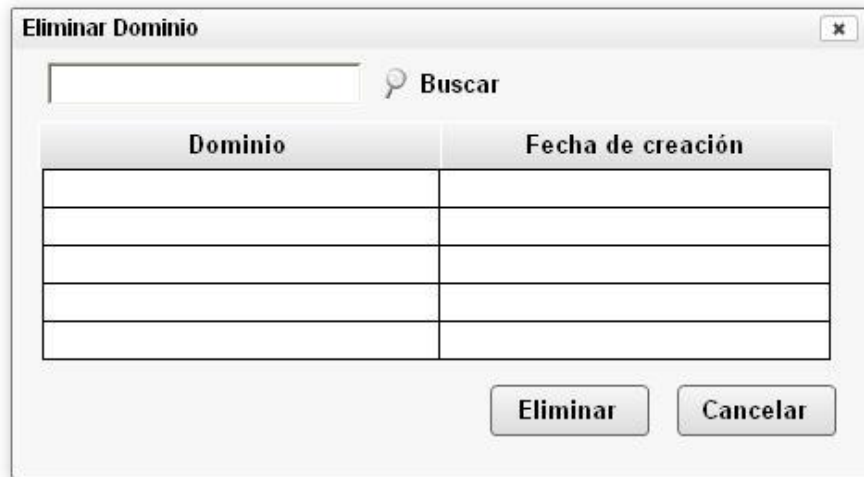 Eliminar Dominio
Buscar
Dominio Fecha de creación
Eliminar Cancelar